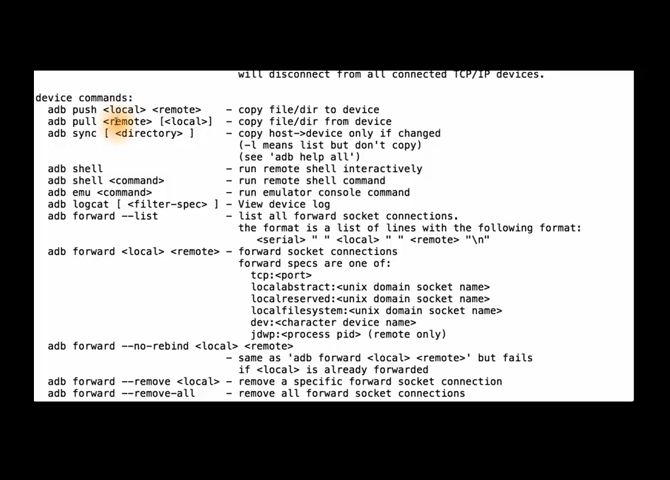 will disconnect from all connected TCP/IP devices.
device commands:
adb push <local> <remote> - copy file/dir to device
adb pull <remote> [<local>] - copy file/dir from device
adb sync [ <directory> ] - copy host->device only if changed
(-l means list but don't copy)
(see 'adb help all')
adb shell - run remote shell interactively
adb shell <command> - run remote shell command
adb emu <command> - run emulator console command
adb logcat [ <filter-spec> ] - View device log
adb forward --list - list all forward socket connections.
the format is a list of lines with the following format:
<serial> " " <local> " " <remote> "\n"
adb forward <local> <remote> - forward socket connections
forward specs are one of:
tcp:<port>
localabstract:<unix domain socket name>
localreserved:<unix domain socket name>
localfilesystem:<unix domain socket name>
dev:<character device name>
jdwp:<process pid> (remote only)
adb forward --no-rebind <local> <remote>
- same as 'adb forward <local> <remote>' but fails
if <local> is already forwarded
adb forward --remove <local> - remove a specific forward socket connection
adb forward --remove-all - remove all forward socket connections